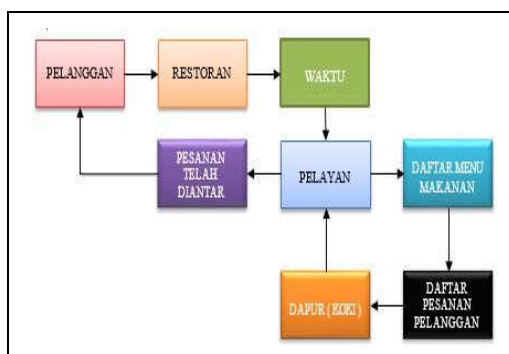 PELANGGAN
RESTORAN
WAKTU
PESANAN
TELAH
DIANTAR
PELAYAN
DAFTAR MENU
MAKANAN
DAPUR ( KOKI )
DAFTAR
PESANAN
PELANGGAN